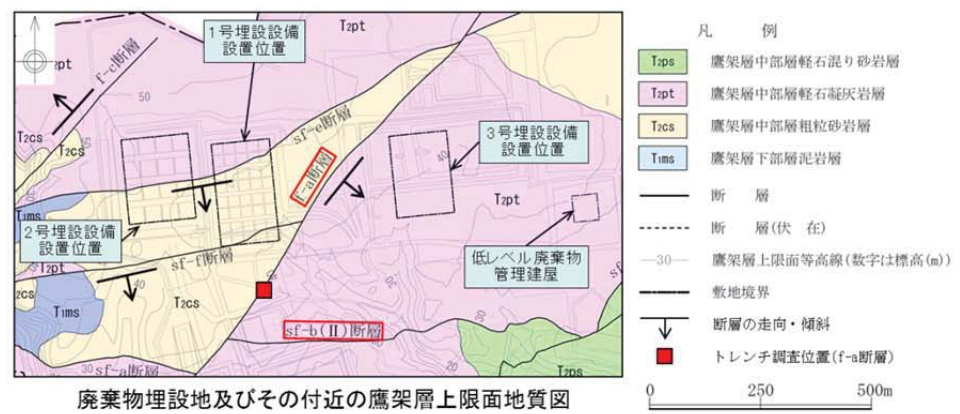 T₂pt
1号埋設設備
設置位置
f-c断層
T₂pt
50
T₂cs
T₂cs
sf-e断層
f-a断層
3号埋設設備
設置位置
40
T₂pt
T₁ms
2号埋設設備
設置位置
sf-f断層
低レベル廃棄物
管理建屋
T₂pt
T₂cs
40
T₂cs
T₁ms
sf-b(Ⅱ)断層
sf-a断層
30
20
T₂ps
廃棄物埋設地及びその付近の鷹架層上限面地質図
凡 例
T₂ps 鷹架層中部層軽石混り砂岩層
T₂pt 鷹架層中部層軽石凝灰岩層
T₂cs 鷹架層中部層粗粒砂岩層
T₁ms 鷹架層下部層泥岩層
断 層
断 層(伏 在)
30 鷹架層上限面等高線(数字は標高(m))
敷地境界
断層の走向・傾斜
トレンチ調査位置(f-a断層)
0 250 500m